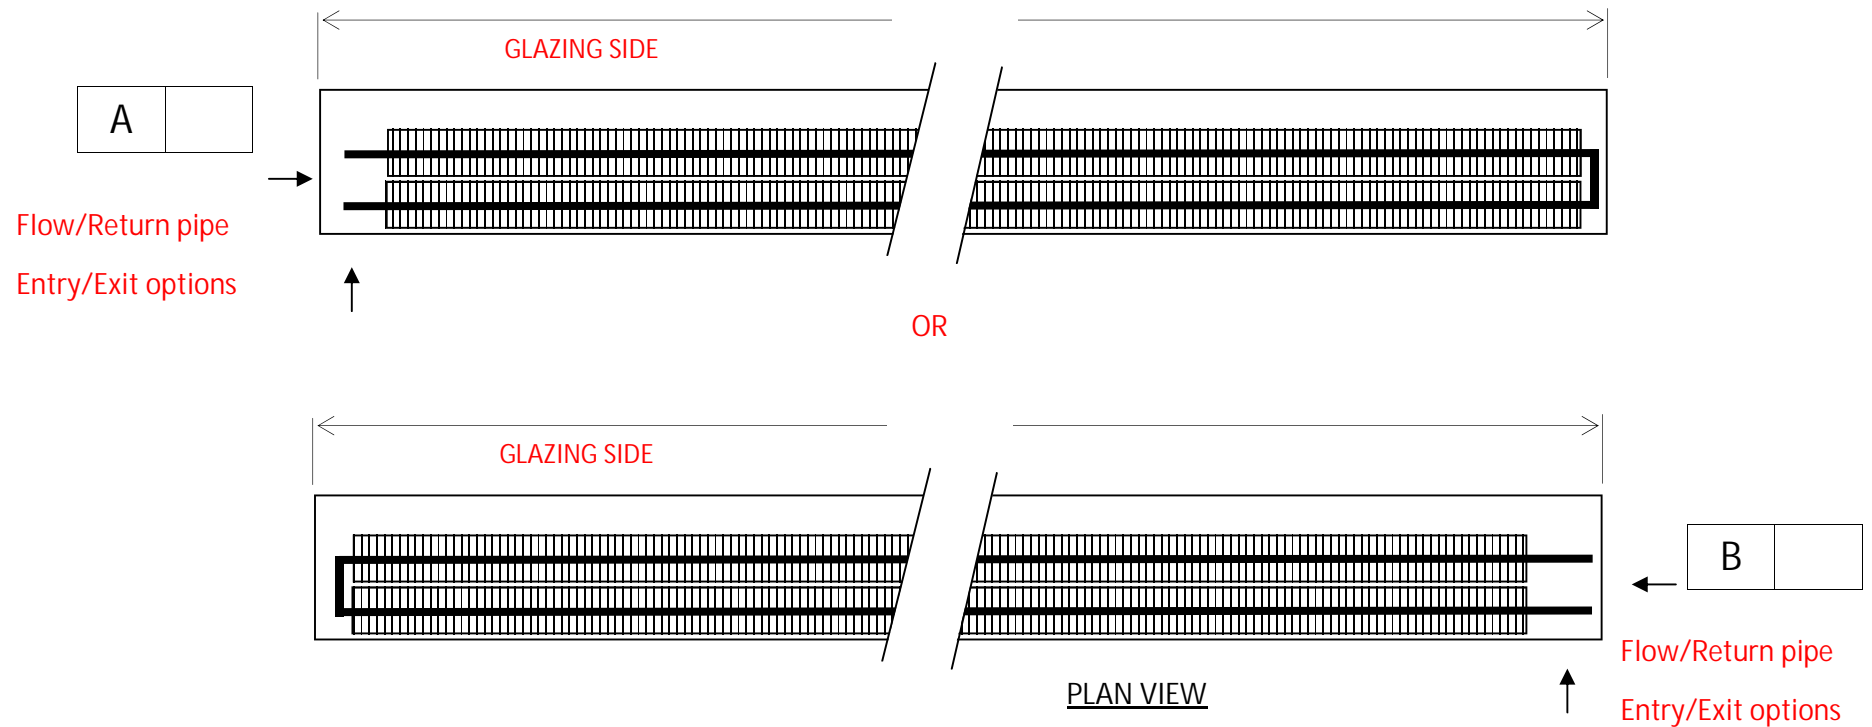 GLAZING SIDE
A
Flow/Return pipe
Entry/Exit options
OR
GLAZING SIDE
B
Flow/Return pipe
Entry/Exit options
PLAN VIEW